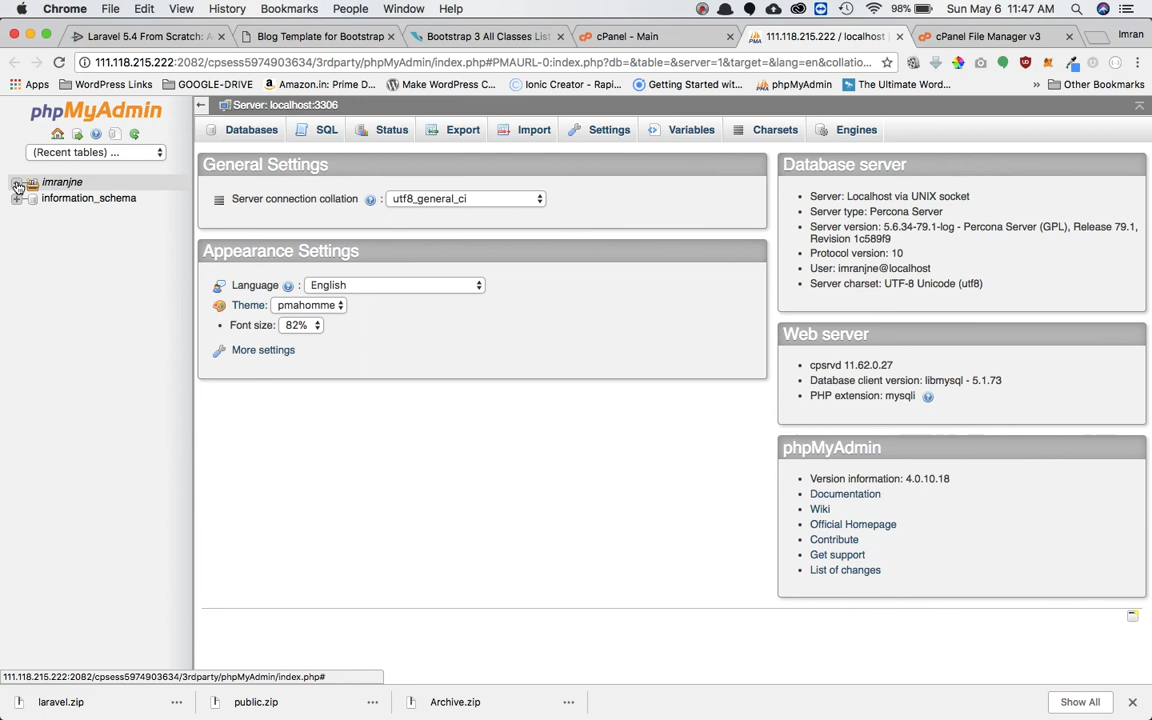 Chrome File Edit View History Bookmarks People Window Help 98% Sun May 6 11:47 AM
Laravel 5.4 From Scratch: A Blog Template for Bootstrap Bootstrap 3 All Classes List cPanel - Main 111.118.215.222 / localhost cPanel File Manager v3 Imran
111.118.215.222:2082/cpsess5974903634/3rdparty/phpMyAdmin/index.php#PMAURL-0:index.php?db=&table=&server=1&target=&lang=en&collatio...
Apps WordPress Links GOOGLE-DRIVE Amazon.in: Prime D... Make WordPress C... Ionic Creator - Rapi... Getting Started wit... phpMyAdmin The Ultimate Word... » Other Bookmarks
phpMyAdmin
(Recent tables) ...
imranjne
information_schema
Server: localhost:3306
Databases SQL Status Export Import Settings Variables Charsets Engines
General Settings
Server connection collation : utf8_general_ci
Appearance Settings
Language : English
Theme: pmahomme
Font size: 82%
More settings
Database server
Server: Localhost via UNIX socket
Server type: Percona Server
Server version: 5.6.34-79.1-log - Percona Server (GPL), Release 79.1,
Revision 1c589f9
Protocol version: 10
User: imranjne@localhost
Server charset: UTF-8 Unicode (utf8)
Web server
cpsrvd 11.62.0.27
Database client version: libmysql - 5.1.73
PHP extension: mysqli
phpMyAdmin
Version information: 4.0.10.18
Documentation
Wiki
Official Homepage
Contribute
Get support
List of changes
111.118.215.222:2082/cpsess5974903634/3rdparty/phpMyAdmin/index.php#
laravel.zip public.zip Archive.zip Show All